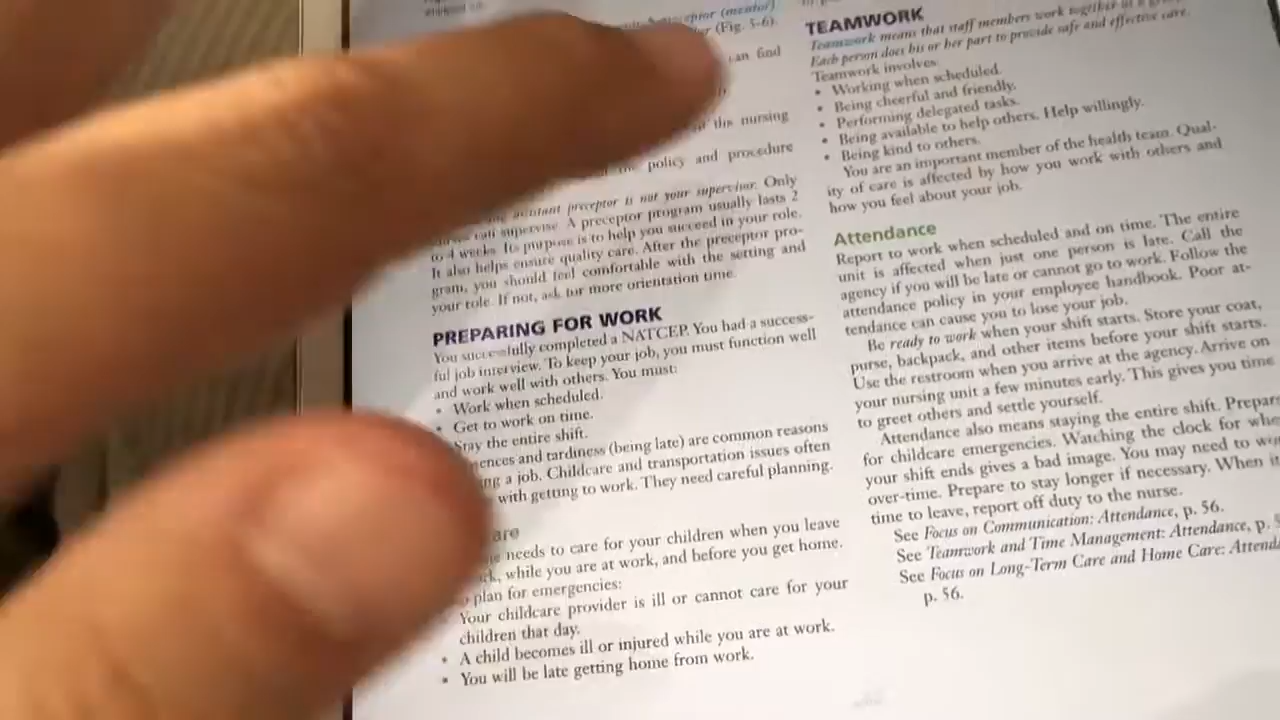 eptor (mentor)
(Fig. 5-6).
can find
the nursing
policy and procedure
assistant preceptor is not your supervisor. Only
can supervise. A preceptor program usually lasts 2
to 4 weeks. Its purpose is to help you succeed in your role.
It also helps ensure quality care. After the preceptor pro-
gram, you should feel comfortable with the setting and
your role. If not, ask for more orientation time.
PREPARING FOR WORK
You successfully completed a NATCEP. You had a success-
ful job interview. To keep your job, you must function well
and work well with others. You must:
• Work when scheduled.
• Get to work on time.
Stay the entire shift.
ences and tardiness (being late) are common reasons
ng a job. Childcare and transportation issues often
with getting to work. They need careful planning.
are
needs to care for your children when you leave
k, while you are at work, and before you get home.
plan for emergencies:
Your childcare provider is ill or cannot care for your
children that day.
• A child becomes ill or injured while you are at work.
• You will be late getting home from work.
TEAMWORK
Teamwork means that staff members work together as a
Each person does his or her part to provide safe and effective care.
Teamwork involves:
• Working when scheduled.
• Being cheerful and friendly.
• Performing delegated tasks.
• Being available to help others. Help willingly.
• Being kind to others.
You are an important member of the health team. Qual-
ity of care is affected by how you work with others and
how you feel about your job.
Attendance
Report to work when scheduled and on time. The entire
unit is affected when just one person is late. Call the
agency if you will be late or cannot go to work. Follow the
attendance policy in your employee handbook. Poor at-
tendance can cause you to lose your job.
Be ready to work when your shift starts. Store your coat,
purse, backpack, and other items before your shift starts.
Use the restroom when you arrive at the agency. Arrive on
your nursing unit a few minutes early. This gives you time
to greet others and settle yourself.
Attendance also means staying the entire shift. Prepare
for childcare emergencies. Watching the clock for whe
your shift ends gives a bad image. You may need to w
over-time. Prepare to stay longer if necessary. When it
time to leave, report off duty to the nurse.
See Focus on Communication: Attendance, p. 56.
See Teamwork and Time Management: Attendance, p.
See Focus on Long-Term Care and Home Care: Attend
p. 56.